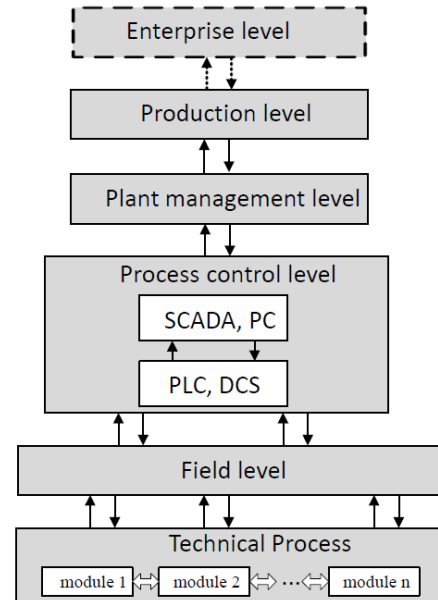 Enterprise level
Production level
Plant management level
Process control level
SCADA, PC
PLC, DCS
Field level
Technical Process
module 1 module 2 ... module n